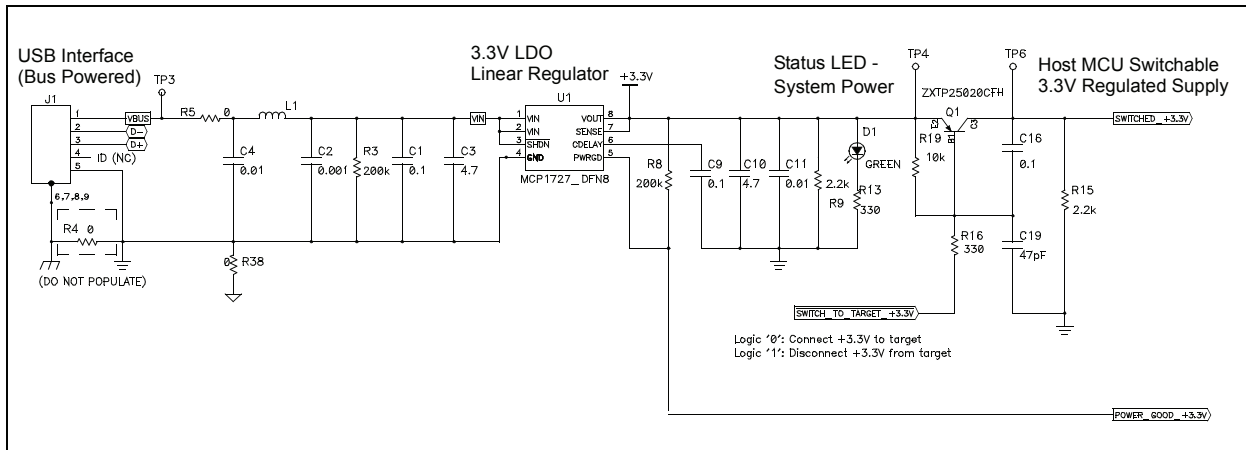 USB Interface
(Bus Powered)
TP3
J1
1
2
3
4
5
VBUS
D-
D+
ID (NC)
6,7,8,9
R4 0
(DO NOT POPULATE)
R5 0
L1
C4
0.01
C2
0.001
R3
200k
C1
0.1
C3
4.7
0 R38
3.3V LDO
Linear Regulator
VIN
U1
1 VIN VOUT 8
2 VIN SENSE 7
3 SHDN CDELAY 6
4 GND PWRGD 5
MCP1727_DFN8
+3.3V
R8
200k
C9
0.1
C10
4.7
C11
0.01
2.2k
R9
Status LED -
System Power
D1
GREEN
R13
330
TP4
TP6
Host MCU Switchable
3.3V Regulated Supply
ZXTP25020CFH
Q1
E2
B1
C3
R19
10k
C16
0.1
R15
2.2k
R16
330
C19
47pF
SWITCHED_+3.3V
SWITCH_TO_TARGET_+3.3V
Logic '0': Connect +3.3V to target
Logic '1': Disconnect +3.3V from target
POWER_GOOD_+3.3V